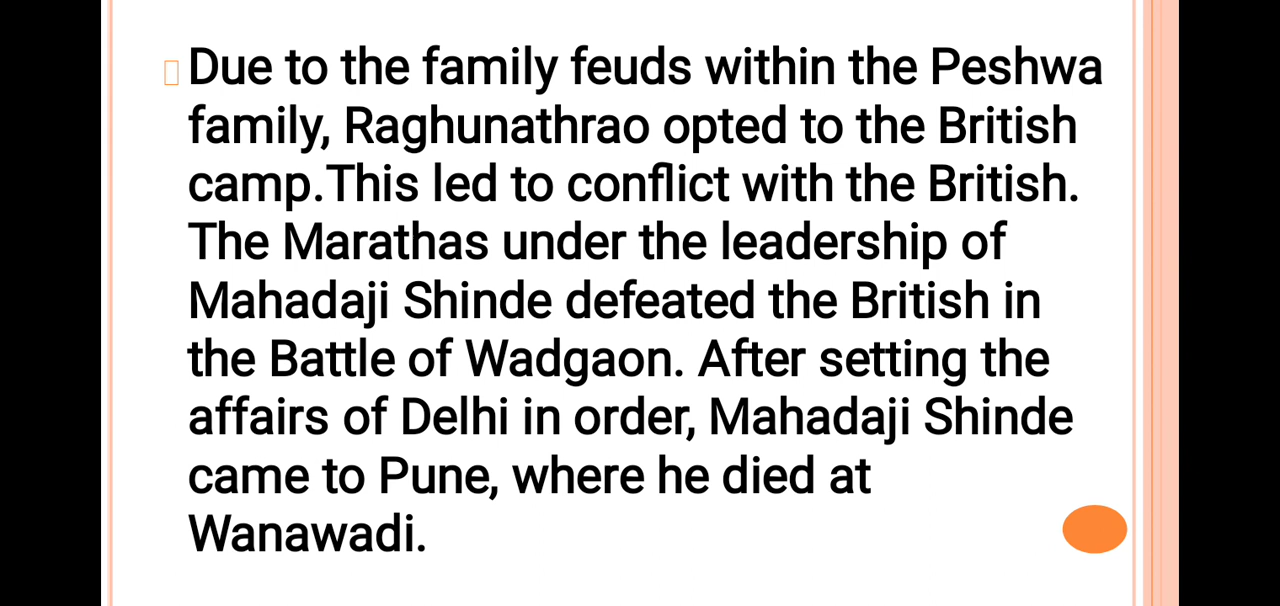 Due to the family feuds within the Peshwa
family, Raghunathrao opted to the British
camp.This led to conflict with the British.
The Marathas under the leadership of
Mahadaji Shinde defeated the British in
the Battle of Wadgaon. After setting the
affairs of Delhi in order, Mahadaji Shinde
came to Pune, where he died at
Wanawadi.